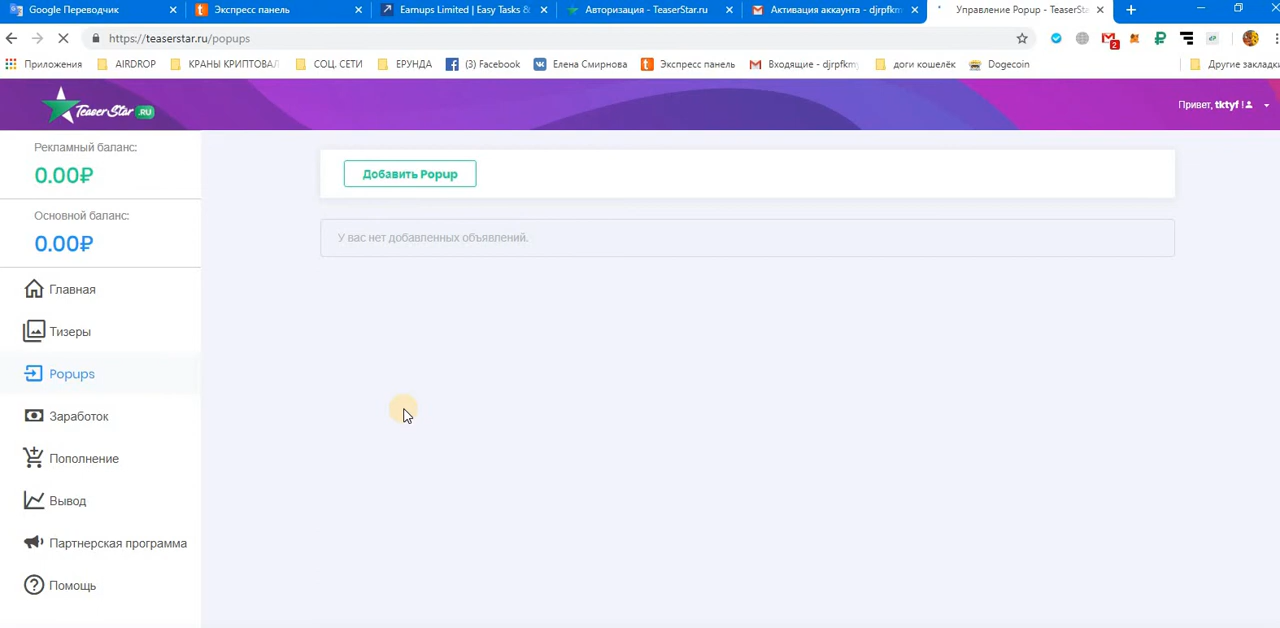 Google Переводчик
Экспресс панель
Earnups Limited | Easy Tasks &
Авторизация - TeaserStar.ru
Активация аккаунта - djrpfkm
Управление Popup - TeaserSta
https://teaserstar.ru/popups
2
Приложения
AIRDROP
КРАНЫ КРИПТОВАЛ
СОЦ. СЕТИ
ЕРУНДА
(3) Facebook
Елена Смирнова
Экспресс панель
Входящие - djrpfkm
доги кошелёк
Dogecoin
Другие закладки
TeaserStar .RU
Привет, tktyf !
Рекламный баланс:
0.00₽
Основной баланс:
0.00₽
Главная
Тизеры
Popups
Заработок
Пополнение
Вывод
Партнерская программа
Помощь
Добавить Popup
У вас нет добавленных объявлений.